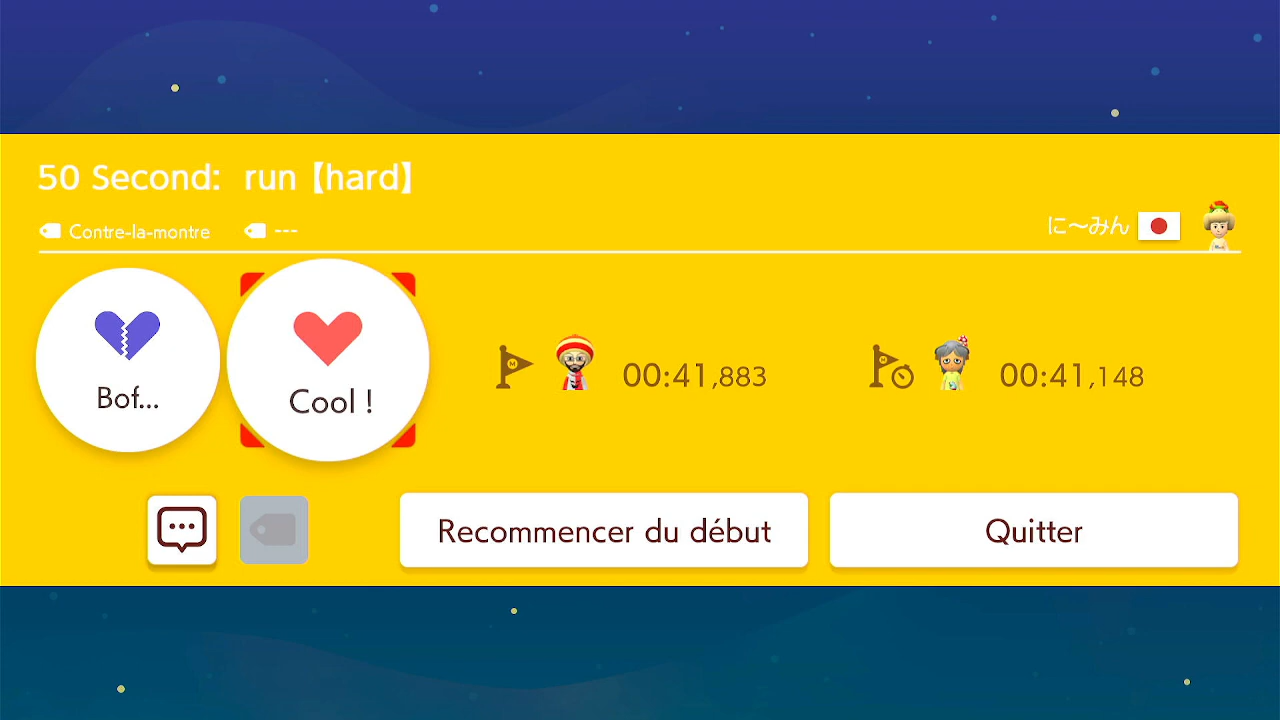 50 Second: run【hard】
Contre-la-montre ---
に〜みん
Bof...
Cool !
M 00:41,883
M 00:41,148
Recommencer du début
Quitter